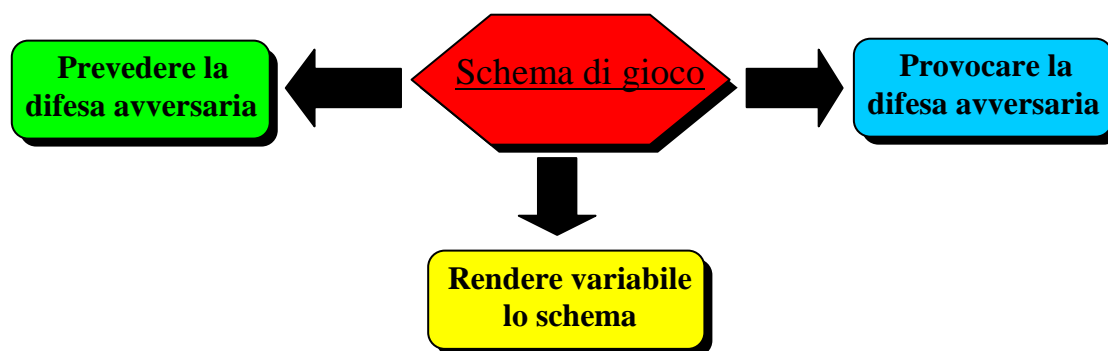 Prevedere la
difesa avversaria
Schema di gioco
Provocare la
difesa avversaria
Rendere variabile
lo schema